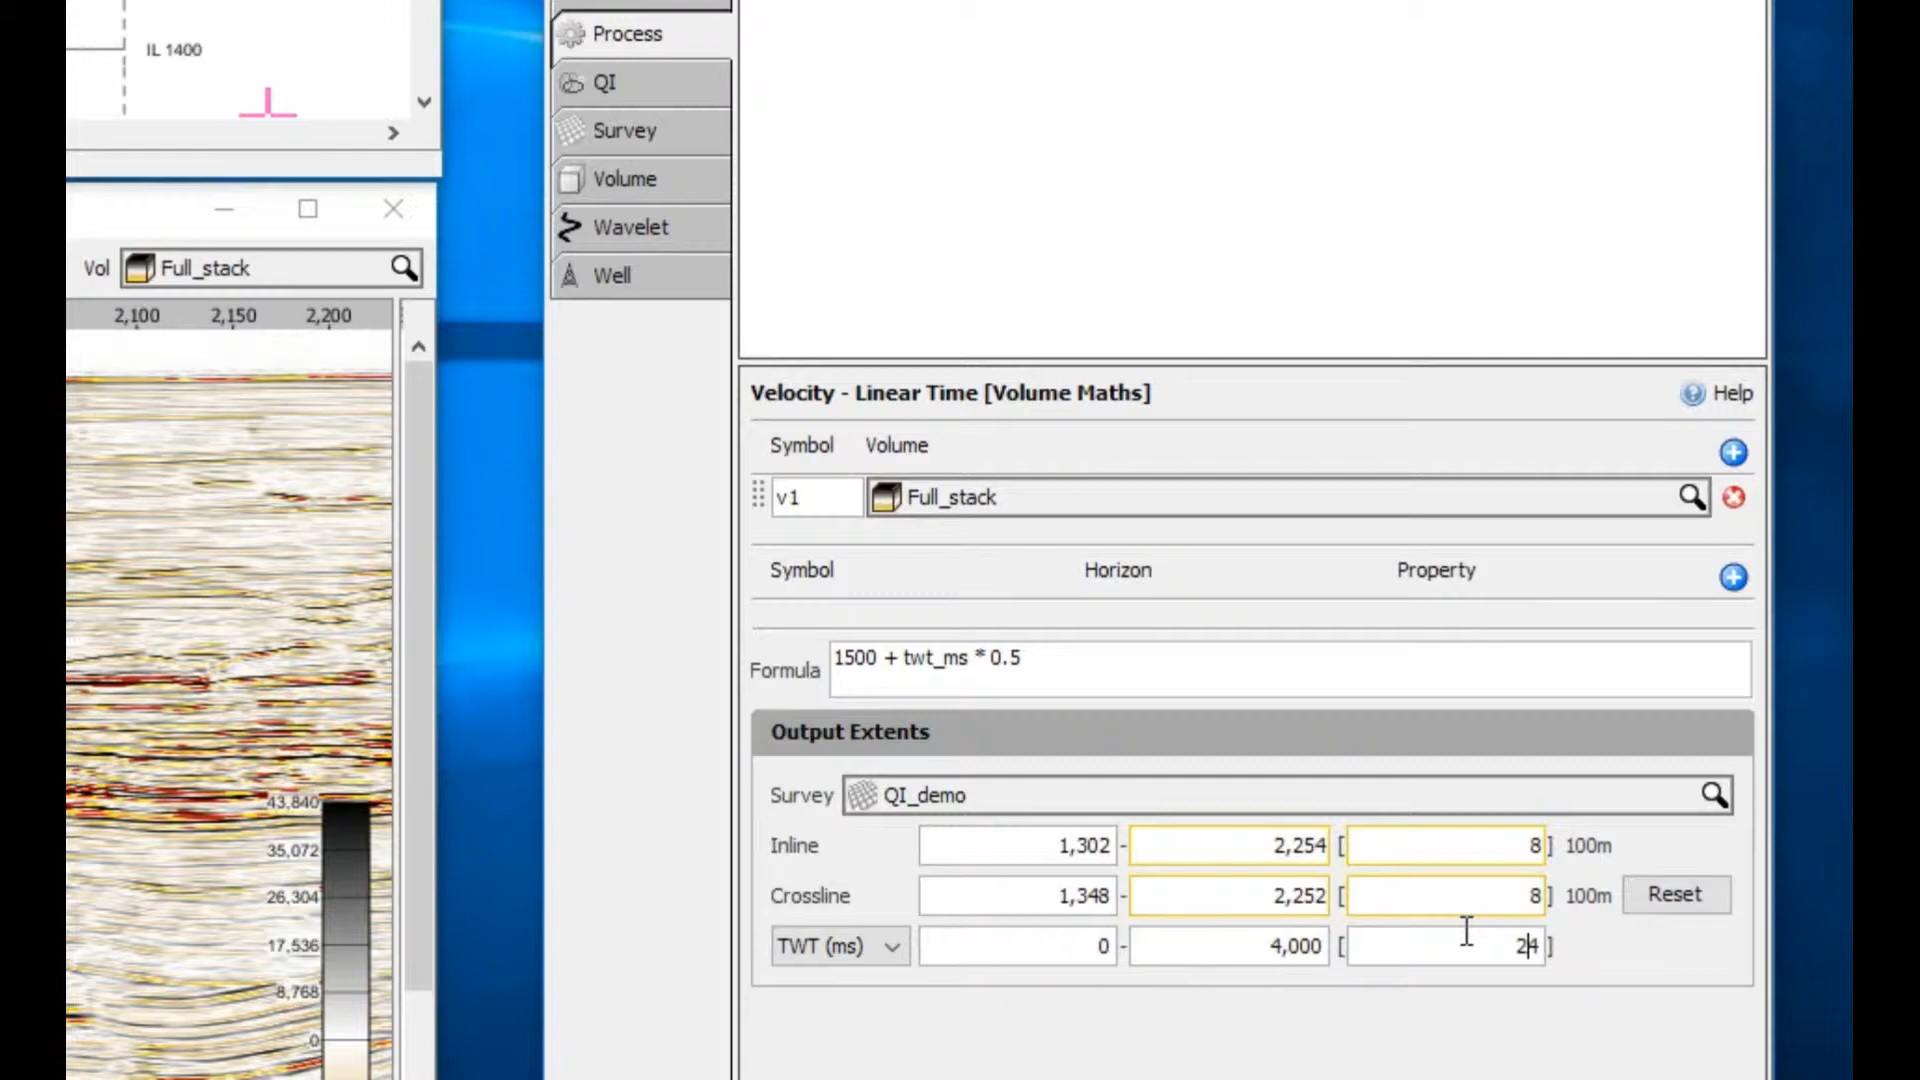 IL 1400
Vol Full_stack
2,100 2,150 2,200
43,840
35,072
26,304
17,536
8,768
0
Process
QI
Survey
Volume
Wavelet
Well
Velocity - Linear Time [Volume Maths] Help
Symbol Volume
v1 Full_stack
Symbol Horizon Property
Formula 1500 + twt_ms * 0.5
Output Extents
Survey QI_demo
Inline 1,302 - 2,254 [ 8 ] 100m
Crossline 1,348 - 2,252 [ 8 ] 100m Reset
TWT (ms) 0 - 4,000 [ 24 ]